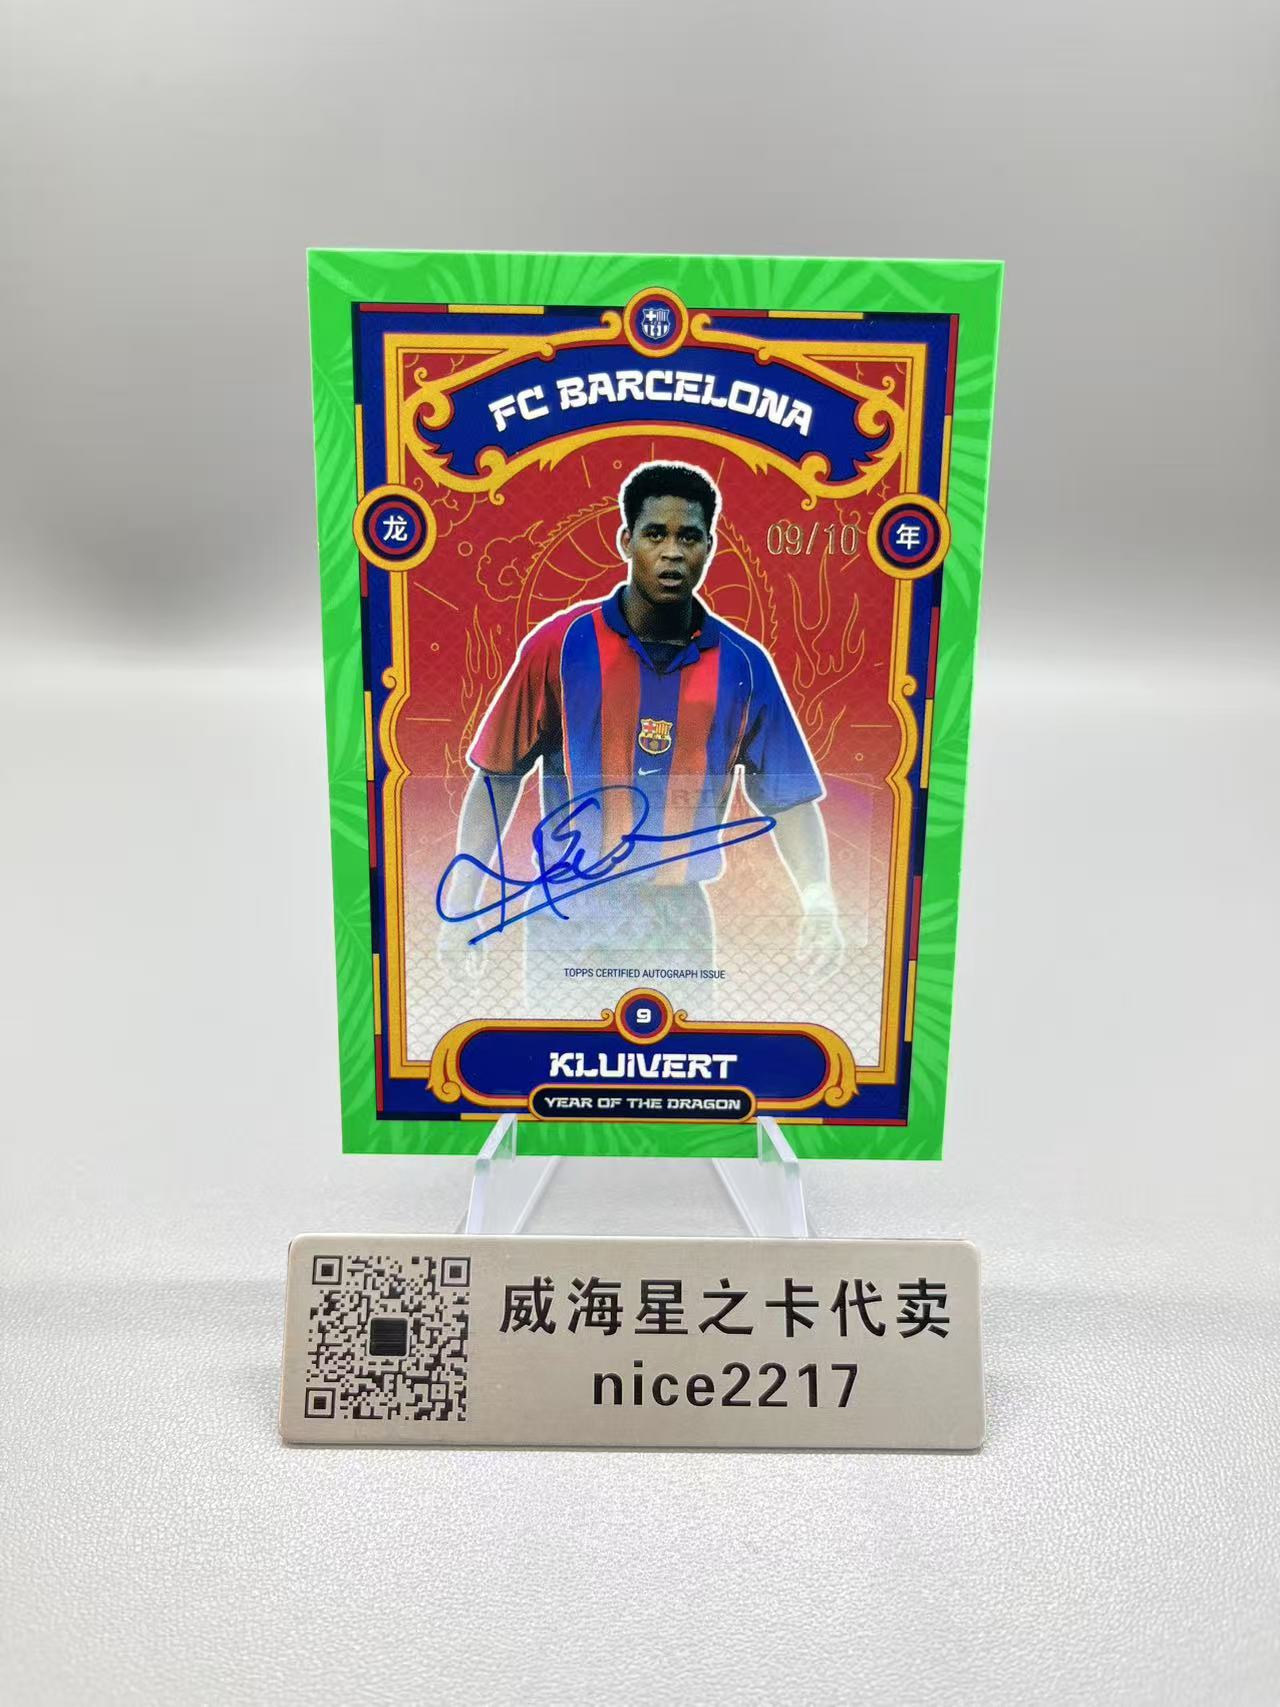 FC BARCELONA
龙
09/10
年
TOPPS CERTIFIED AUTOGRAPH ISSUE
9
KLUIVERT
YEAR OF THE DRAGON
威海星之卡代卖
nice2217